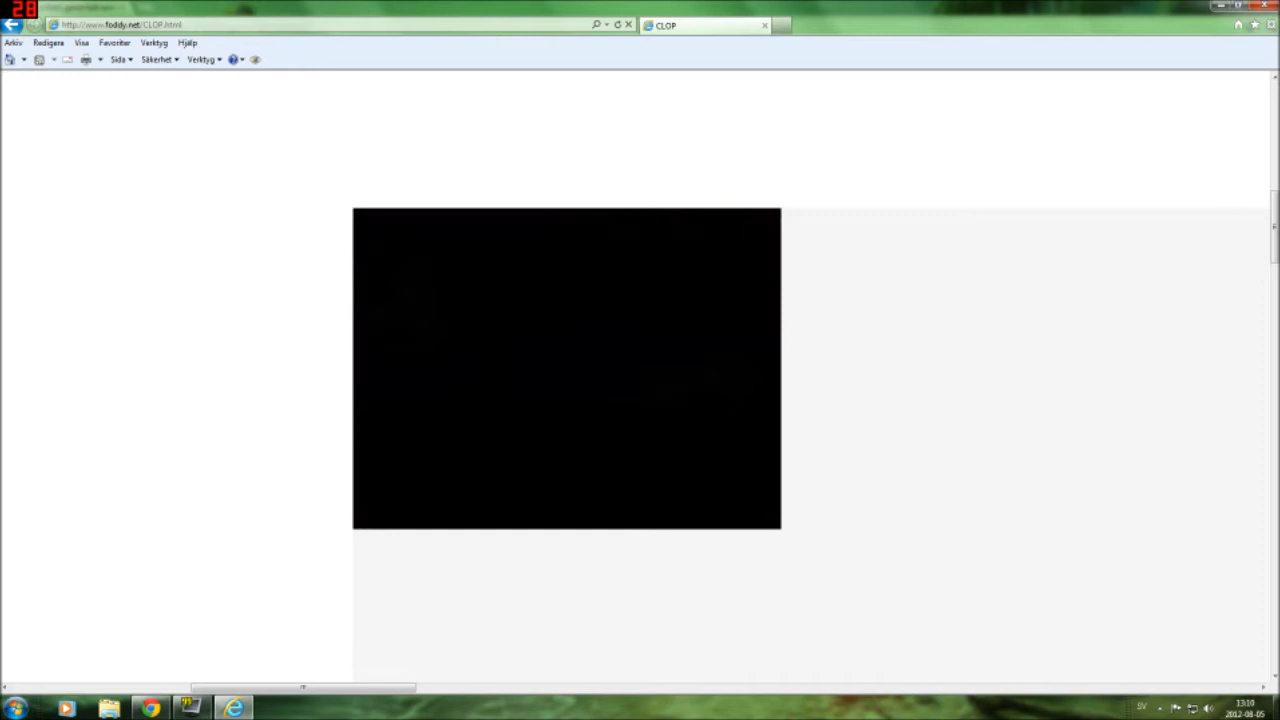 28
http://www.foddy.net/CLOP.html
CLOP
Arkiv Redigera Visa Favoriter Verktyg Hjälp
Sida Säkerhet Verktyg
SV
13:10
2012-08-05